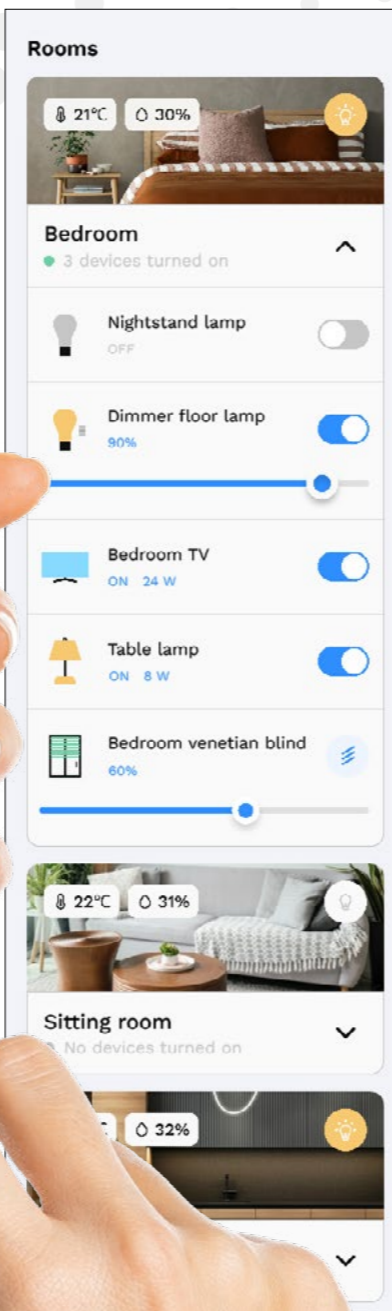 Rooms
21°C 30%
Bedroom
3 devices turned on
Nightstand lamp
OFF
Dimmer floor lamp
90%
Bedroom TV
ON 24 W
Table lamp
ON 8 W
Bedroom venetian blind
60%
22°C 31%
Sitting room
No devices turned on
32%